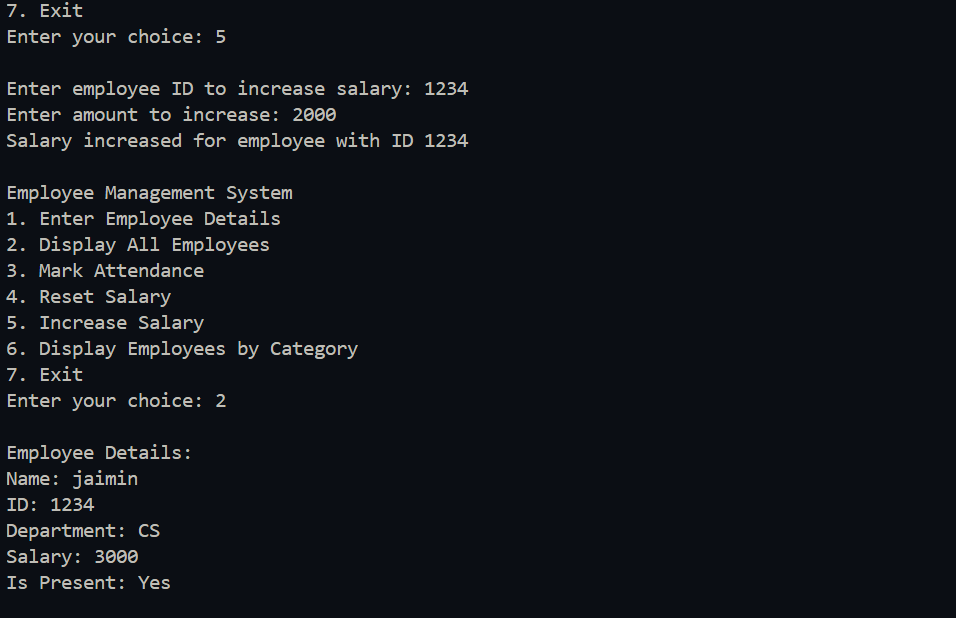 7. Exit
Enter your choice: 5
Enter employee ID to increase salary: 1234
Enter amount to increase: 2000
Salary increased for employee with ID 1234
Employee Management System
1. Enter Employee Details
2. Display All Employees
3. Mark Attendance
4. Reset Salary
5. Increase Salary
6. Display Employees by Category
7. Exit
Enter your choice: 2
Employee Details:
Name: jaimin
ID: 1234
Department: CS
Salary: 3000
Is Present: Yes